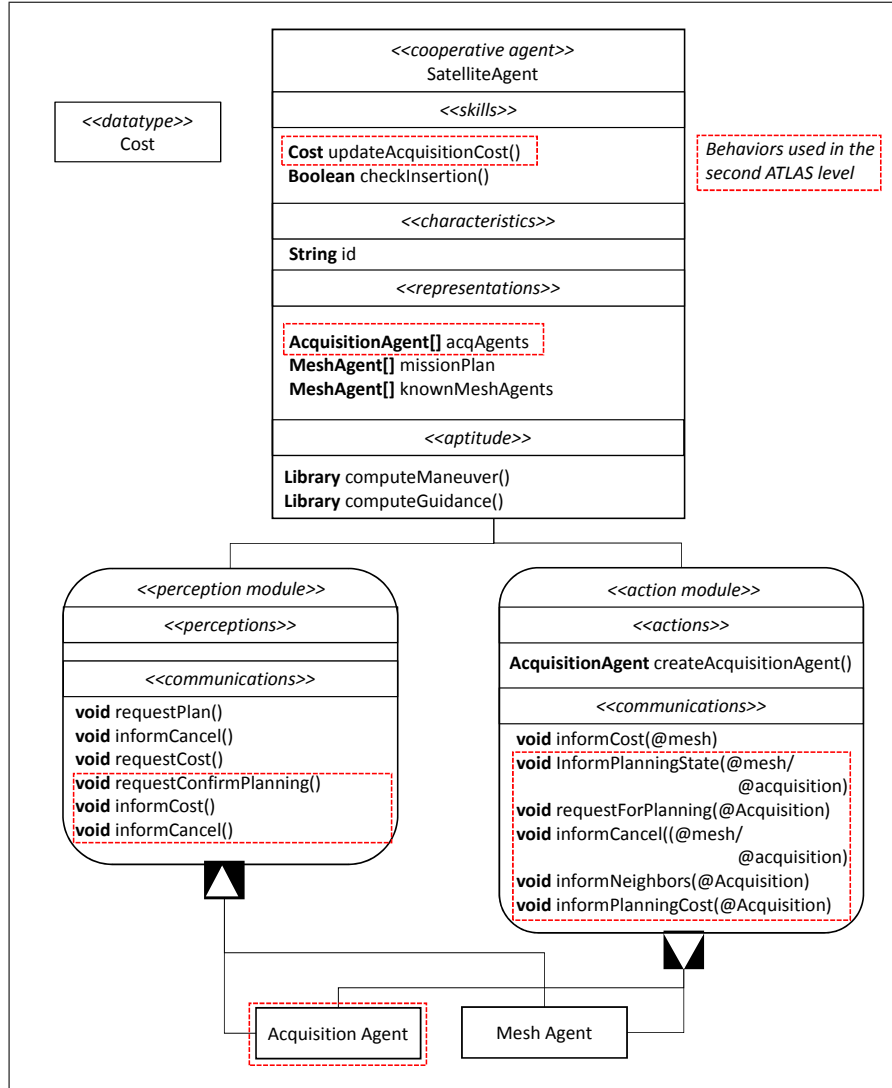 <<cooperative agent>>
SatelliteAgent
<<skills>>
<<datatype>>
Cost
Cost updateAcquisitionCost()
Boolean checkInsertion()
Behaviors used in the
second ATLAS level
<<characteristics>>
String id
<<representations>>
AcquisitionAgent[] acqAgents
MeshAgent[] missionPlan
MeshAgent[] knownMeshAgents
<<aptitude>>
Library computeManeuver()
Library computeGuidance()
<<perception module>>
<<perceptions>>
<<communications>>
void requestPlan()
void informCancel()
void requestCost()
void requestConfirmPlanning()
void informCost()
void informCancel()
<<action module>>
<<actions>>
AcquisitionAgent createAcquisitionAgent()
<<communications>>
void informCost(@mesh)
void InformPlanningState(@mesh/
@acquisition)
void requestForPlanning(@Acquisition)
void informCancel((@mesh/
@acquisition)
void informNeighbors(@Acquisition)
void informPlanningCost(@Acquisition)
Acquisition Agent
Mesh Agent